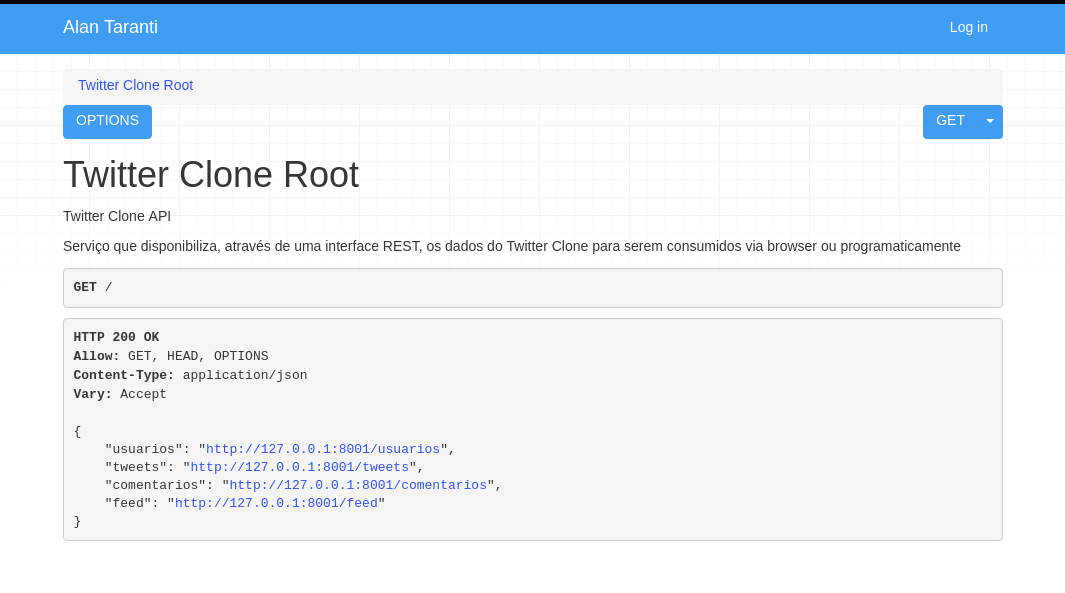 Alan Taranti
Log in
Twitter Clone Root
OPTIONS
GET
Twitter Clone Root
Twitter Clone API
Serviço que disponibiliza, através de uma interface REST, os dados do Twitter Clone para serem consumidos via browser ou programaticamente
GET /
HTTP 200 OK
Allow: GET, HEAD, OPTIONS
Content-Type: application/json
Vary: Accept
{
    "usuarios": "http://127.0.0.1:8001/usuarios",
    "tweets": "http://127.0.0.1:8001/tweets",
    "comentarios": "http://127.0.0.1:8001/comentarios",
    "feed": "http://127.0.0.1:8001/feed"
}